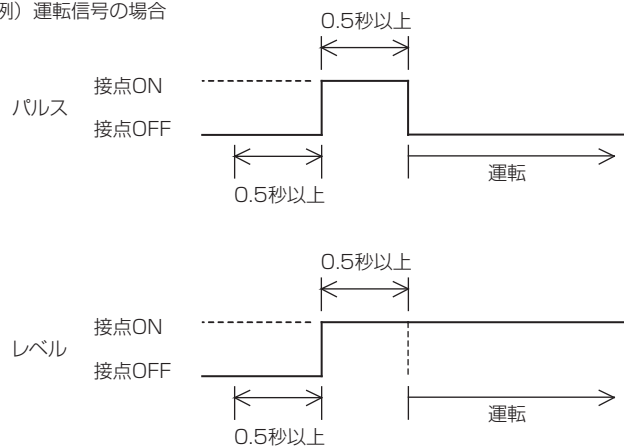 例）運転信号の場合
0.5秒以上
接点ON
パルス
接点OFF
運転
0.5秒以上
0.5秒以上
接点ON
レベル
接点OFF
運転
0.5秒以上